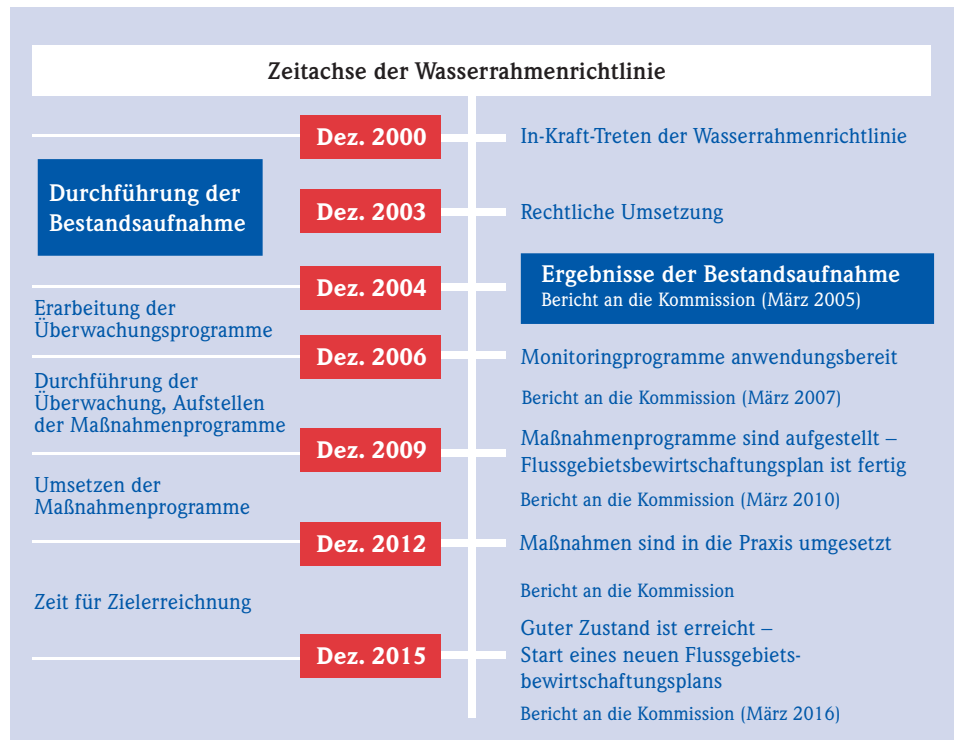 Zeitachse der Wasserrahmenrichtlinie
Dez. 2000
In-Kraft-Treten der Wasserrahmenrichtlinie
Durchführung der
Bestandsaufnahme
Dez. 2003
Rechtliche Umsetzung
Dez. 2004
Ergebnisse der Bestandsaufnahme
Bericht an die Kommission (März 2005)
Erarbeitung der
Überwachungsprogramme
Dez. 2006
Monitoringprogramme anwendungsbereit
Bericht an die Kommission (März 2007)
Durchführung der
Überwachung, Aufstellen
der Maßnahmenprogramme
Dez. 2009
Maßnahmenprogramme sind aufgestellt –
Flussgebietsbewirtschaftungsplan ist fertig
Bericht an die Kommission (März 2010)
Umsetzen der
Maßnahmenprogramme
Dez. 2012
Maßnahmen sind in die Praxis umgesetzt
Bericht an die Kommission
Zeit für Zielerreichnung
Dez. 2015
Guter Zustand ist erreicht –
Start eines neuen Flussgebiets-
bewirtschaftungsplans
Bericht an die Kommission (März 2016)